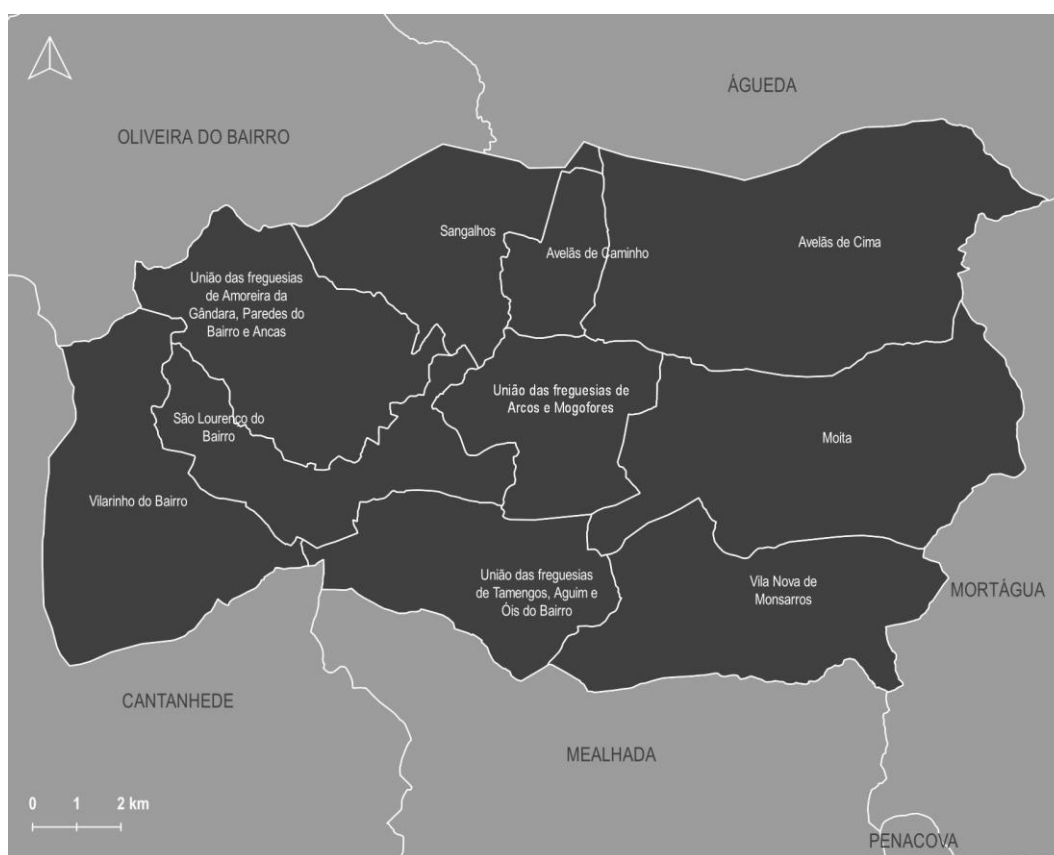 ÁGUEDA
OLIVEIRA DO BAIRRO
Sangalhos
Avelãs de Caminho
Avelãs de Cima
União das freguesias
de Amoreira da
Gândara, Paredes do
Bairro e Ancas
União das freguesias de
Arcos e Mogofores
São Lourenço do
Bairro
Moita
Vilarinho do Bairro
União das freguesias
de Tamengos, Aguim e
Óis do Bairro
Vila Nova de
Monsarros
MORTÁGUA
CANTANHEDE
MEALHADA
0 1 2 km
PENACOVA